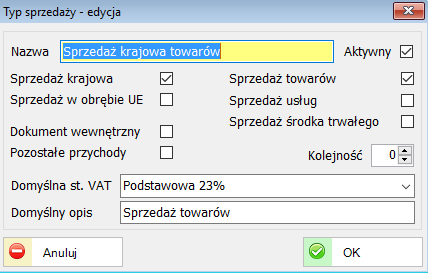 Typ sprzedaży - edycja
Nazwa Sprzedaż krajowa towarów Aktywny
Sprzedaż krajowa Sprzedaż towarów
Sprzedaż w obrębie UE Sprzedaż usług
Sprzedaż środka trwałego
Dokument wewnętrzny
Pozostałe przychody Kolejność 0
Domyślna st. VAT Podstawowa 23%
Domyślny opis Sprzedaż towarów
Anuluj OK